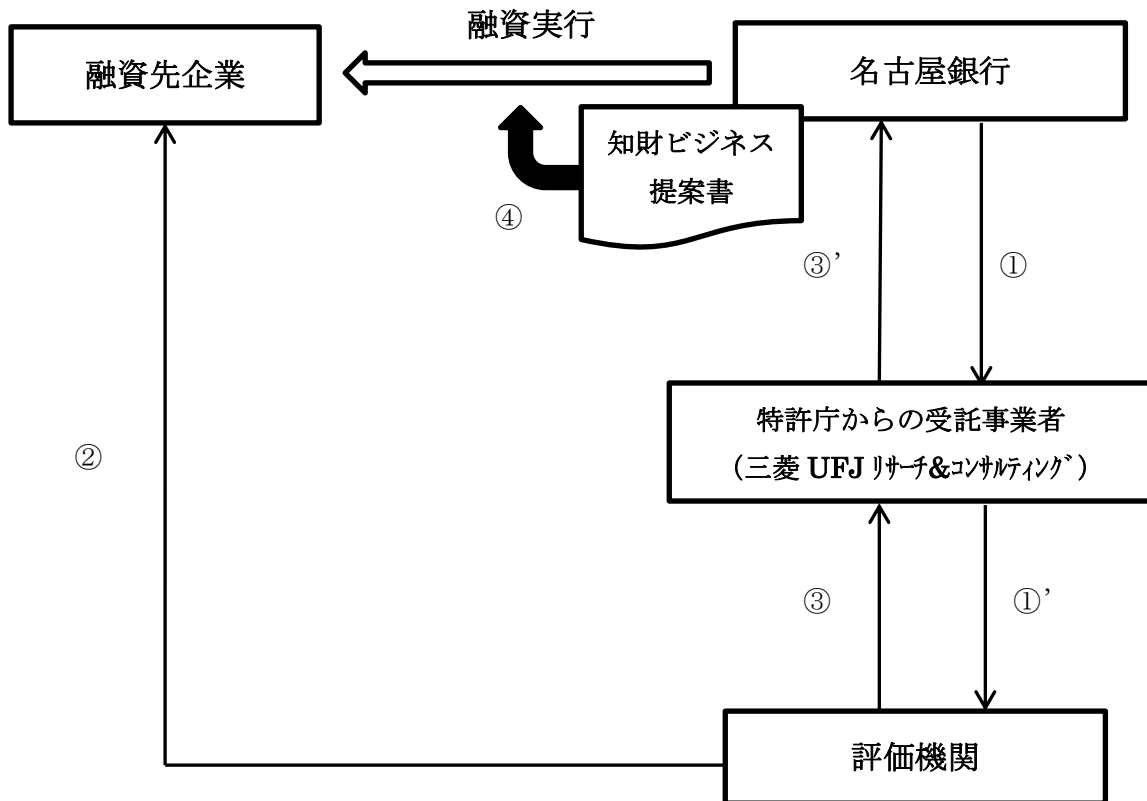 融資実行
融資先企業
名古屋銀行
知財ビジネス
提案書
④
③’
①
特許庁からの受託事業者
（三菱 UFJ ﾘｻｰﾁ&ｺﾝｻﾙﾃｨﾝｸﾞ）
②
③
①’
評価機関